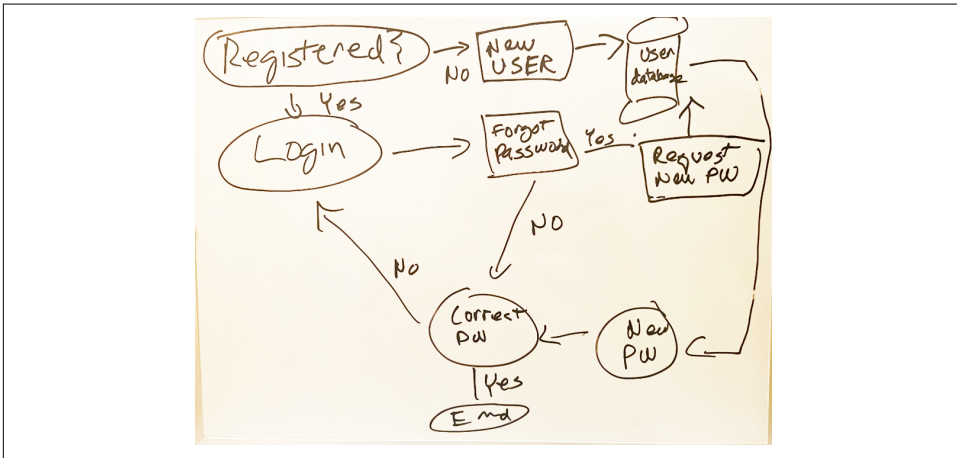 Registered?
No
New
USER
User
database
Yes
Login
Forgot
Password
Yes
Request
New PW
NO
No
Correct
PW
New
PW
Yes
End